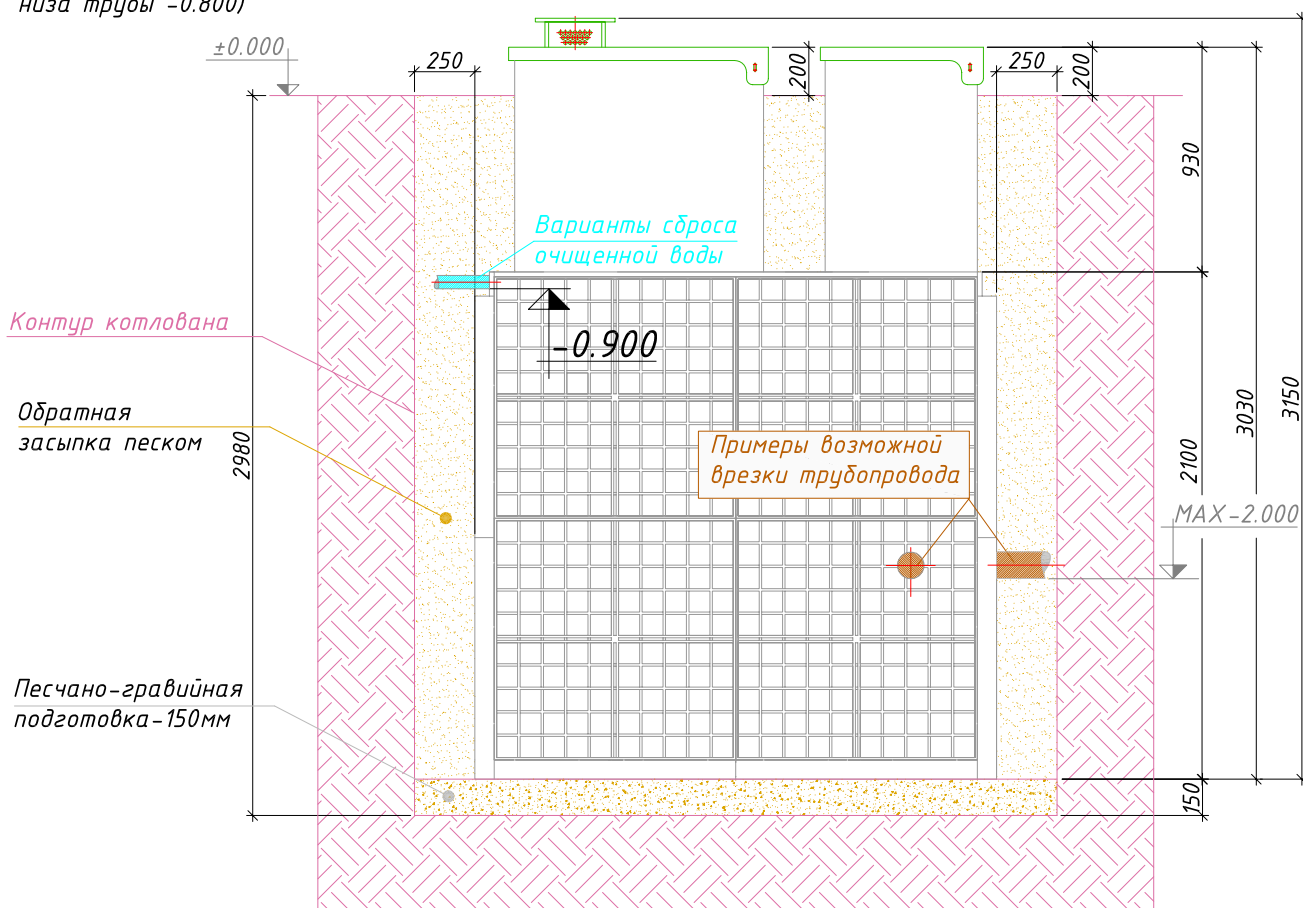 низа трубы -0.800)
±0.000
250
200
250
200
930
Варианты сброса
очищенной воды
Контур котлована
-0.900
Обратная
засыпка песком
2980
Примеры возможной
врезки трубопровода
2100
3030
3150
MAX-2.000
Песчано-гравийная
подготовка-150мм
150